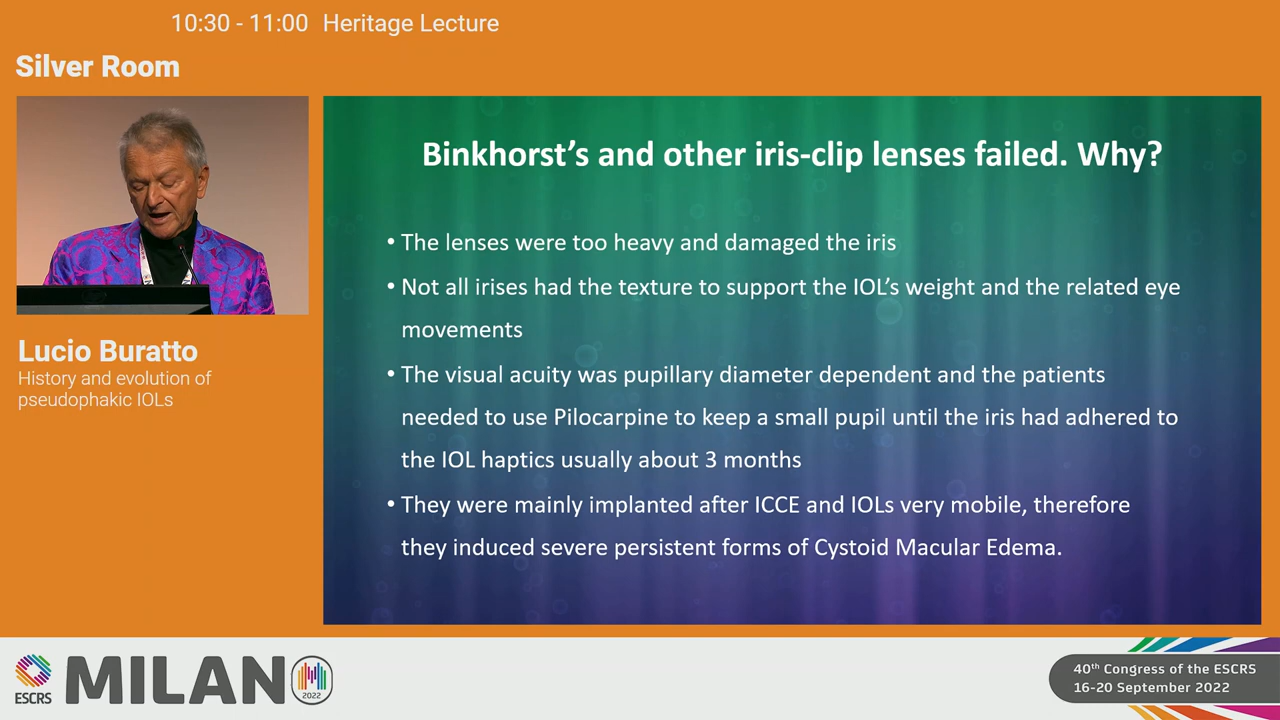 10:30 - 11:00 Heritage Lecture
Silver Room
Lucio Buratto
History and evolution of
pseudophakic IOLs
Binkhorst’s and other iris-clip lenses failed. Why?
• The lenses were too heavy and damaged the iris
• Not all irises had the texture to support the IOL’s weight and the related eye
movements
• The visual acuity was pupillary diameter dependent and the patients
needed to use Pilocarpine to keep a small pupil until the iris had adhered to
the IOL haptics usually about 3 months
• They were mainly implanted after ICCE and IOLs very mobile, therefore
they induced severe persistent forms of Cystoid Macular Edema.
ESCRS
MILANO
2022
40th Congress of the ESCRS
16-20 September 2022